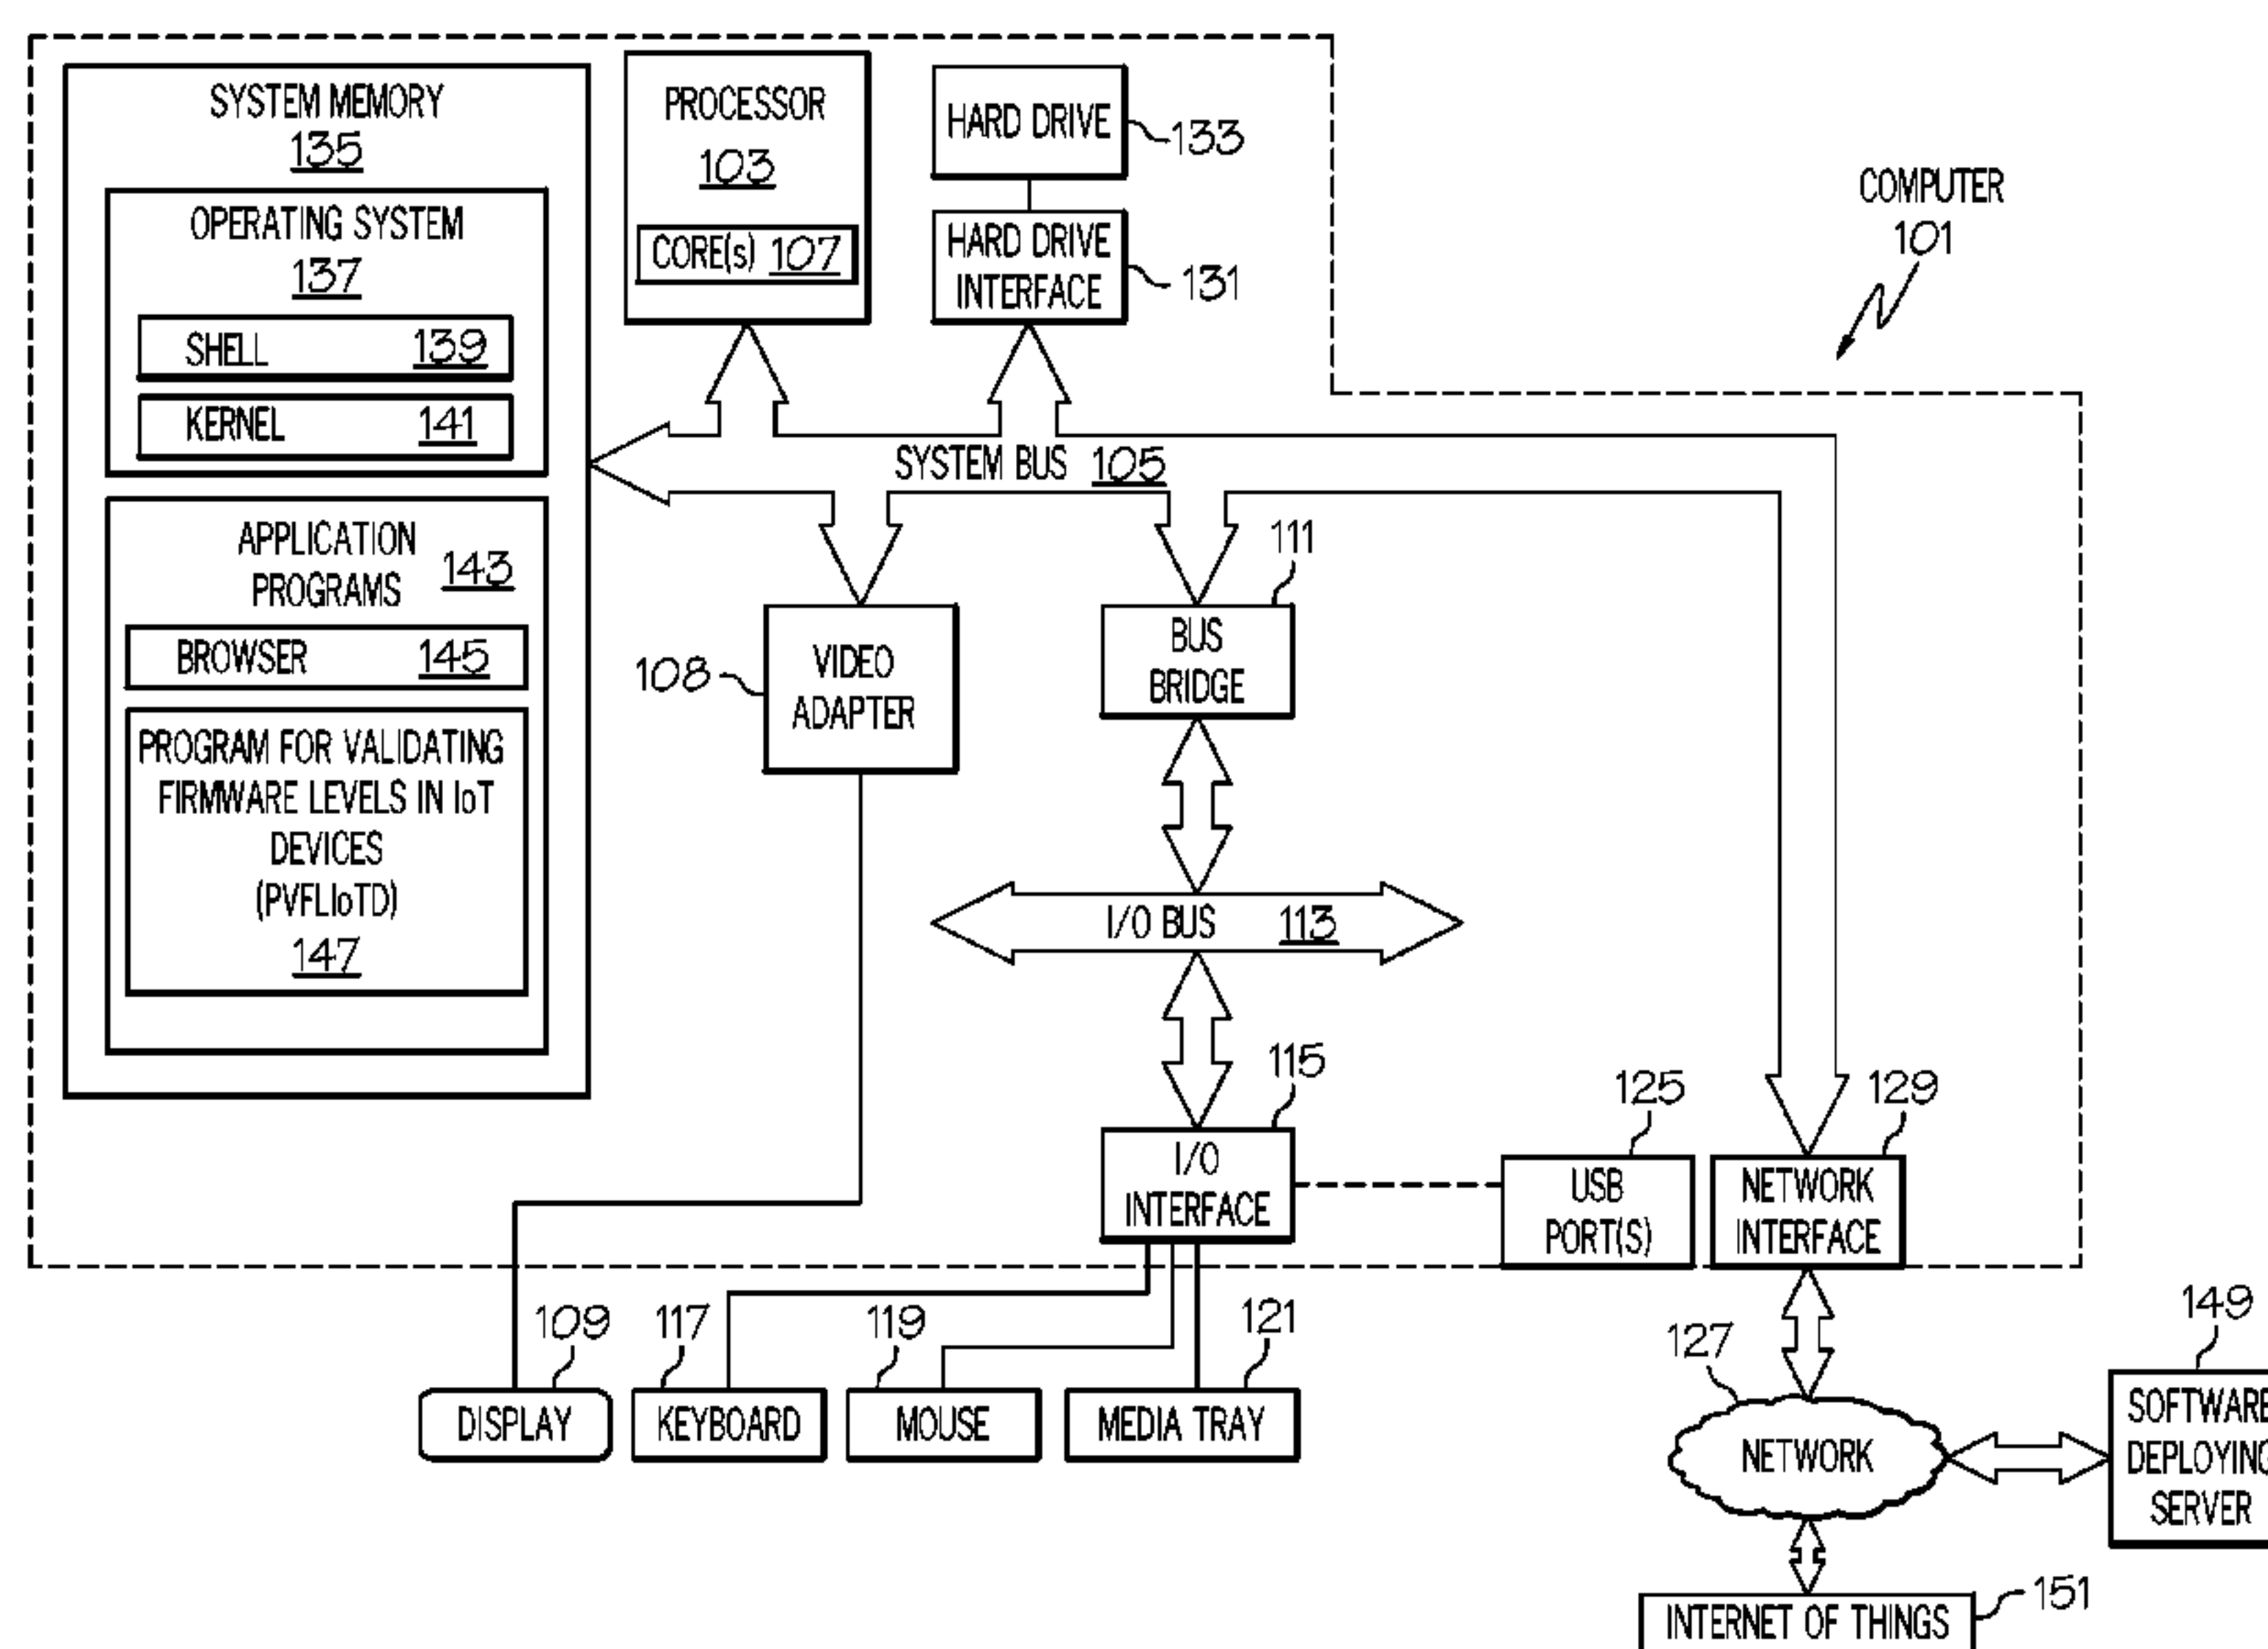 SYSTEM MEMORY
135
OPERATING SYSTEM
137
SHELL 139
KERNEL 141
APPLICATION
PROGRAMS 143
BROWSER 145
PROGRAM FOR VALIDATING
FIRMWARE LEVELS IN IoT
DEVICES
(PVFLIoTD)
147
PROCESSOR
103
CORE(s) 107
HARD DRIVE
133
HARD DRIVE
INTERFACE
131
COMPUTER
101
SYSTEM BUS 105
108
VIDEO
ADAPTER
111
BUS
BRIDGE
I/O BUS 113
115
I/O
INTERFACE
125
USB
PORT(S)
129
NETWORK
INTERFACE
109
DISPLAY
117
KEYBOARD
119
MOUSE
121
MEDIA TRAY
127
NETWORK
149
SOFTWARE
DEPLOYING
SERVER
151
INTERNET OF THINGS